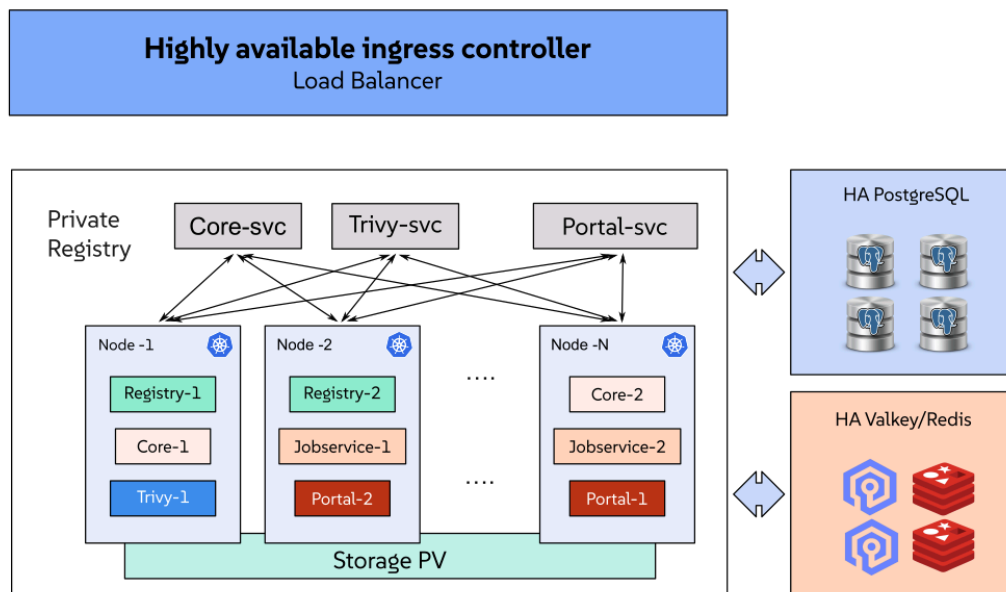 Highly available ingress controller
Load Balancer
Private
Registry
Core-svc
Trivy-svc
Portal-svc
HA PostgreSQL
Node -1
Node -2
Node -N
Registry-1
Core-1
Trivy-1
Registry-2
Jobservice-1
Portal-2
....
....
Core-2
Jobservice-2
Portal-1
Storage PV
HA Valkey/Redis